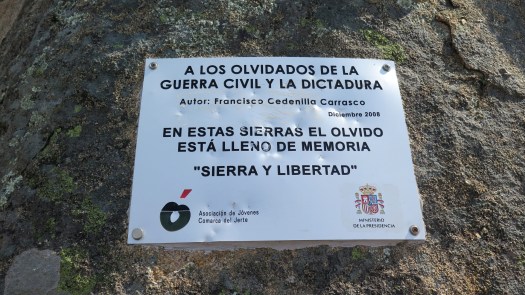 A LOS OLVIDADOS DE LA
GUERRA CIVIL Y LA DICTADURA
Autor: Francisco Cedenilla Carrasco
Diciembre 2008
EN ESTAS SIERRAS EL OLVIDO
ESTÁ LLENO DE MEMORIA
"SIERRA Y LIBERTAD"
Asociación de Jóvenes
Comarca del Jerte
MINISTERIO
DE LA PRESIDENCIA